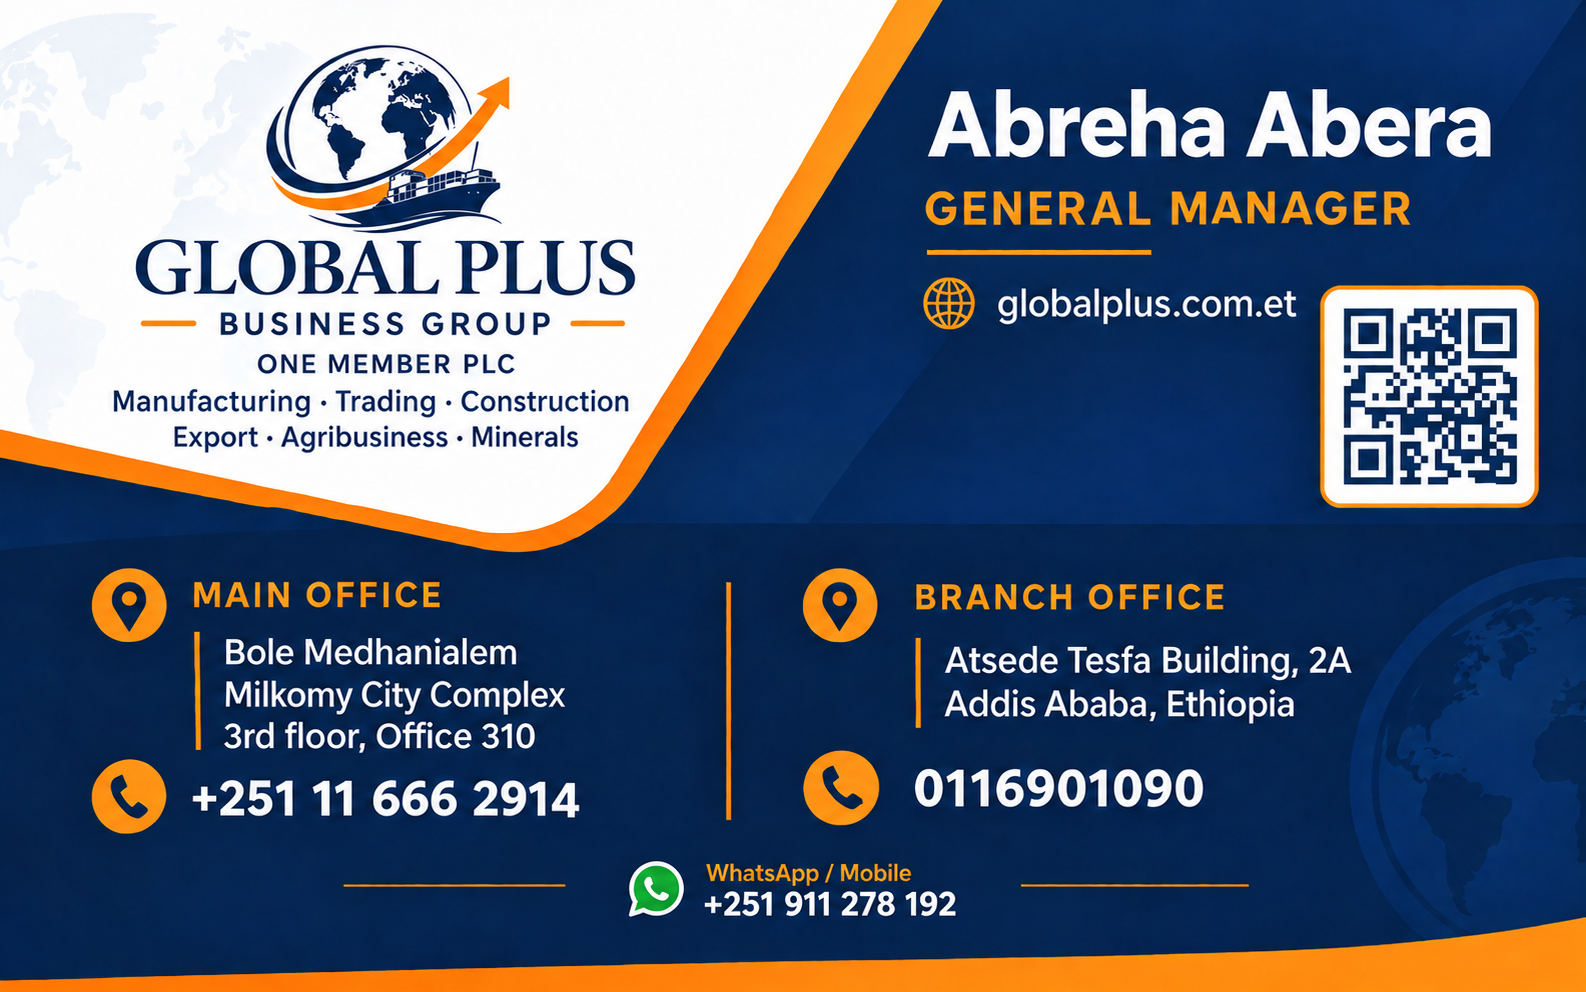 GLOBAL PLUS
BUSINESS GROUP
ONE MEMBER PLC
Manufacturing · Trading · Construction
Export · Agribusiness · Minerals
Abreha Abera
GENERAL MANAGER
globalplus.com.et
MAIN OFFICE
Bole Medhanialem
Milkomy City Complex
3rd floor, Office 310
+251 11 666 2914
BRANCH OFFICE
Atsede Tesfa Building, 2A
Addis Ababa, Ethiopia
0116901090
WhatsApp / Mobile
+251 911 278 192